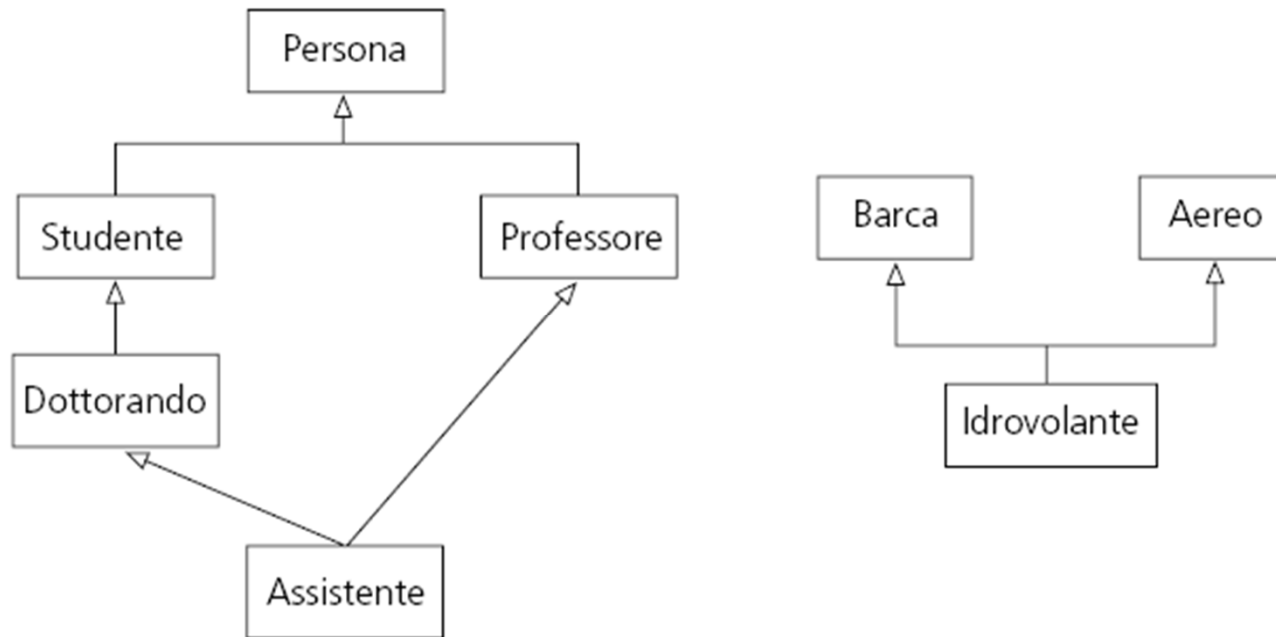 Persona
Studente
Professore
Barca
Aereo
Dottorando
Idrovolante
Assistente